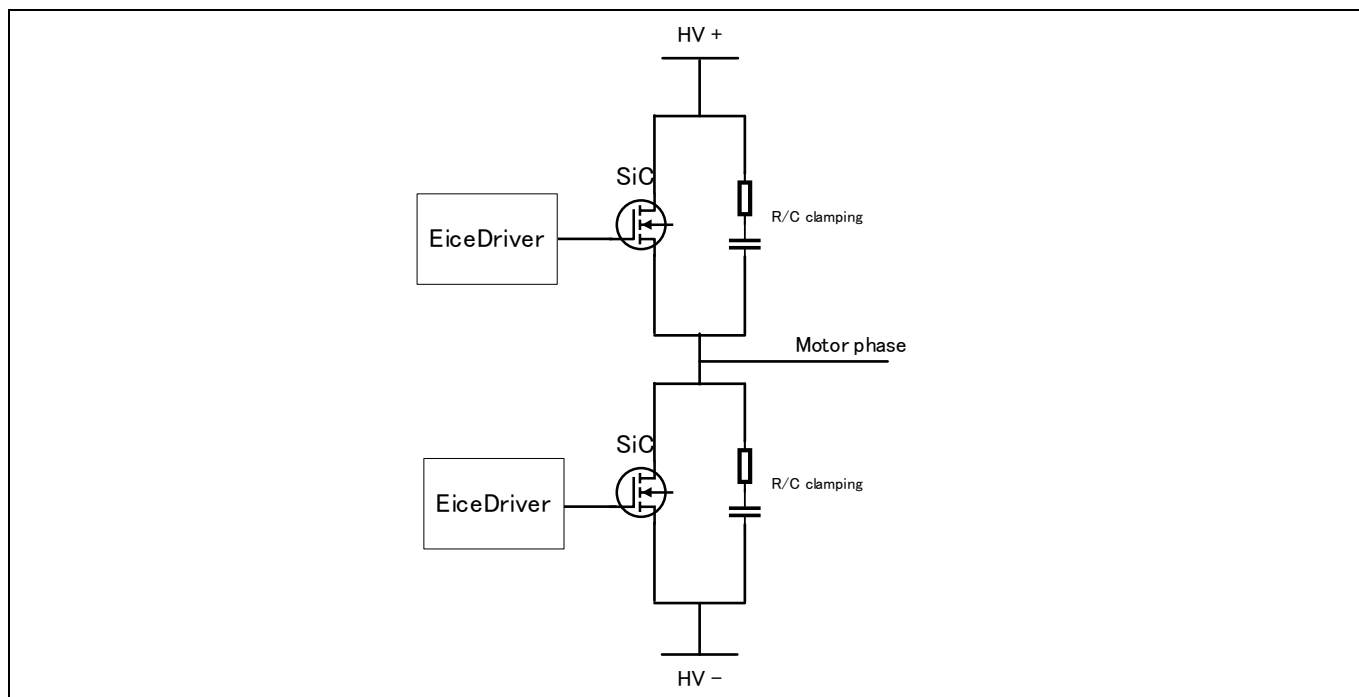 HV +
SiC
EiceDriver
R/C clamping
Motor phase
SiC
EiceDriver
R/C clamping
HV -